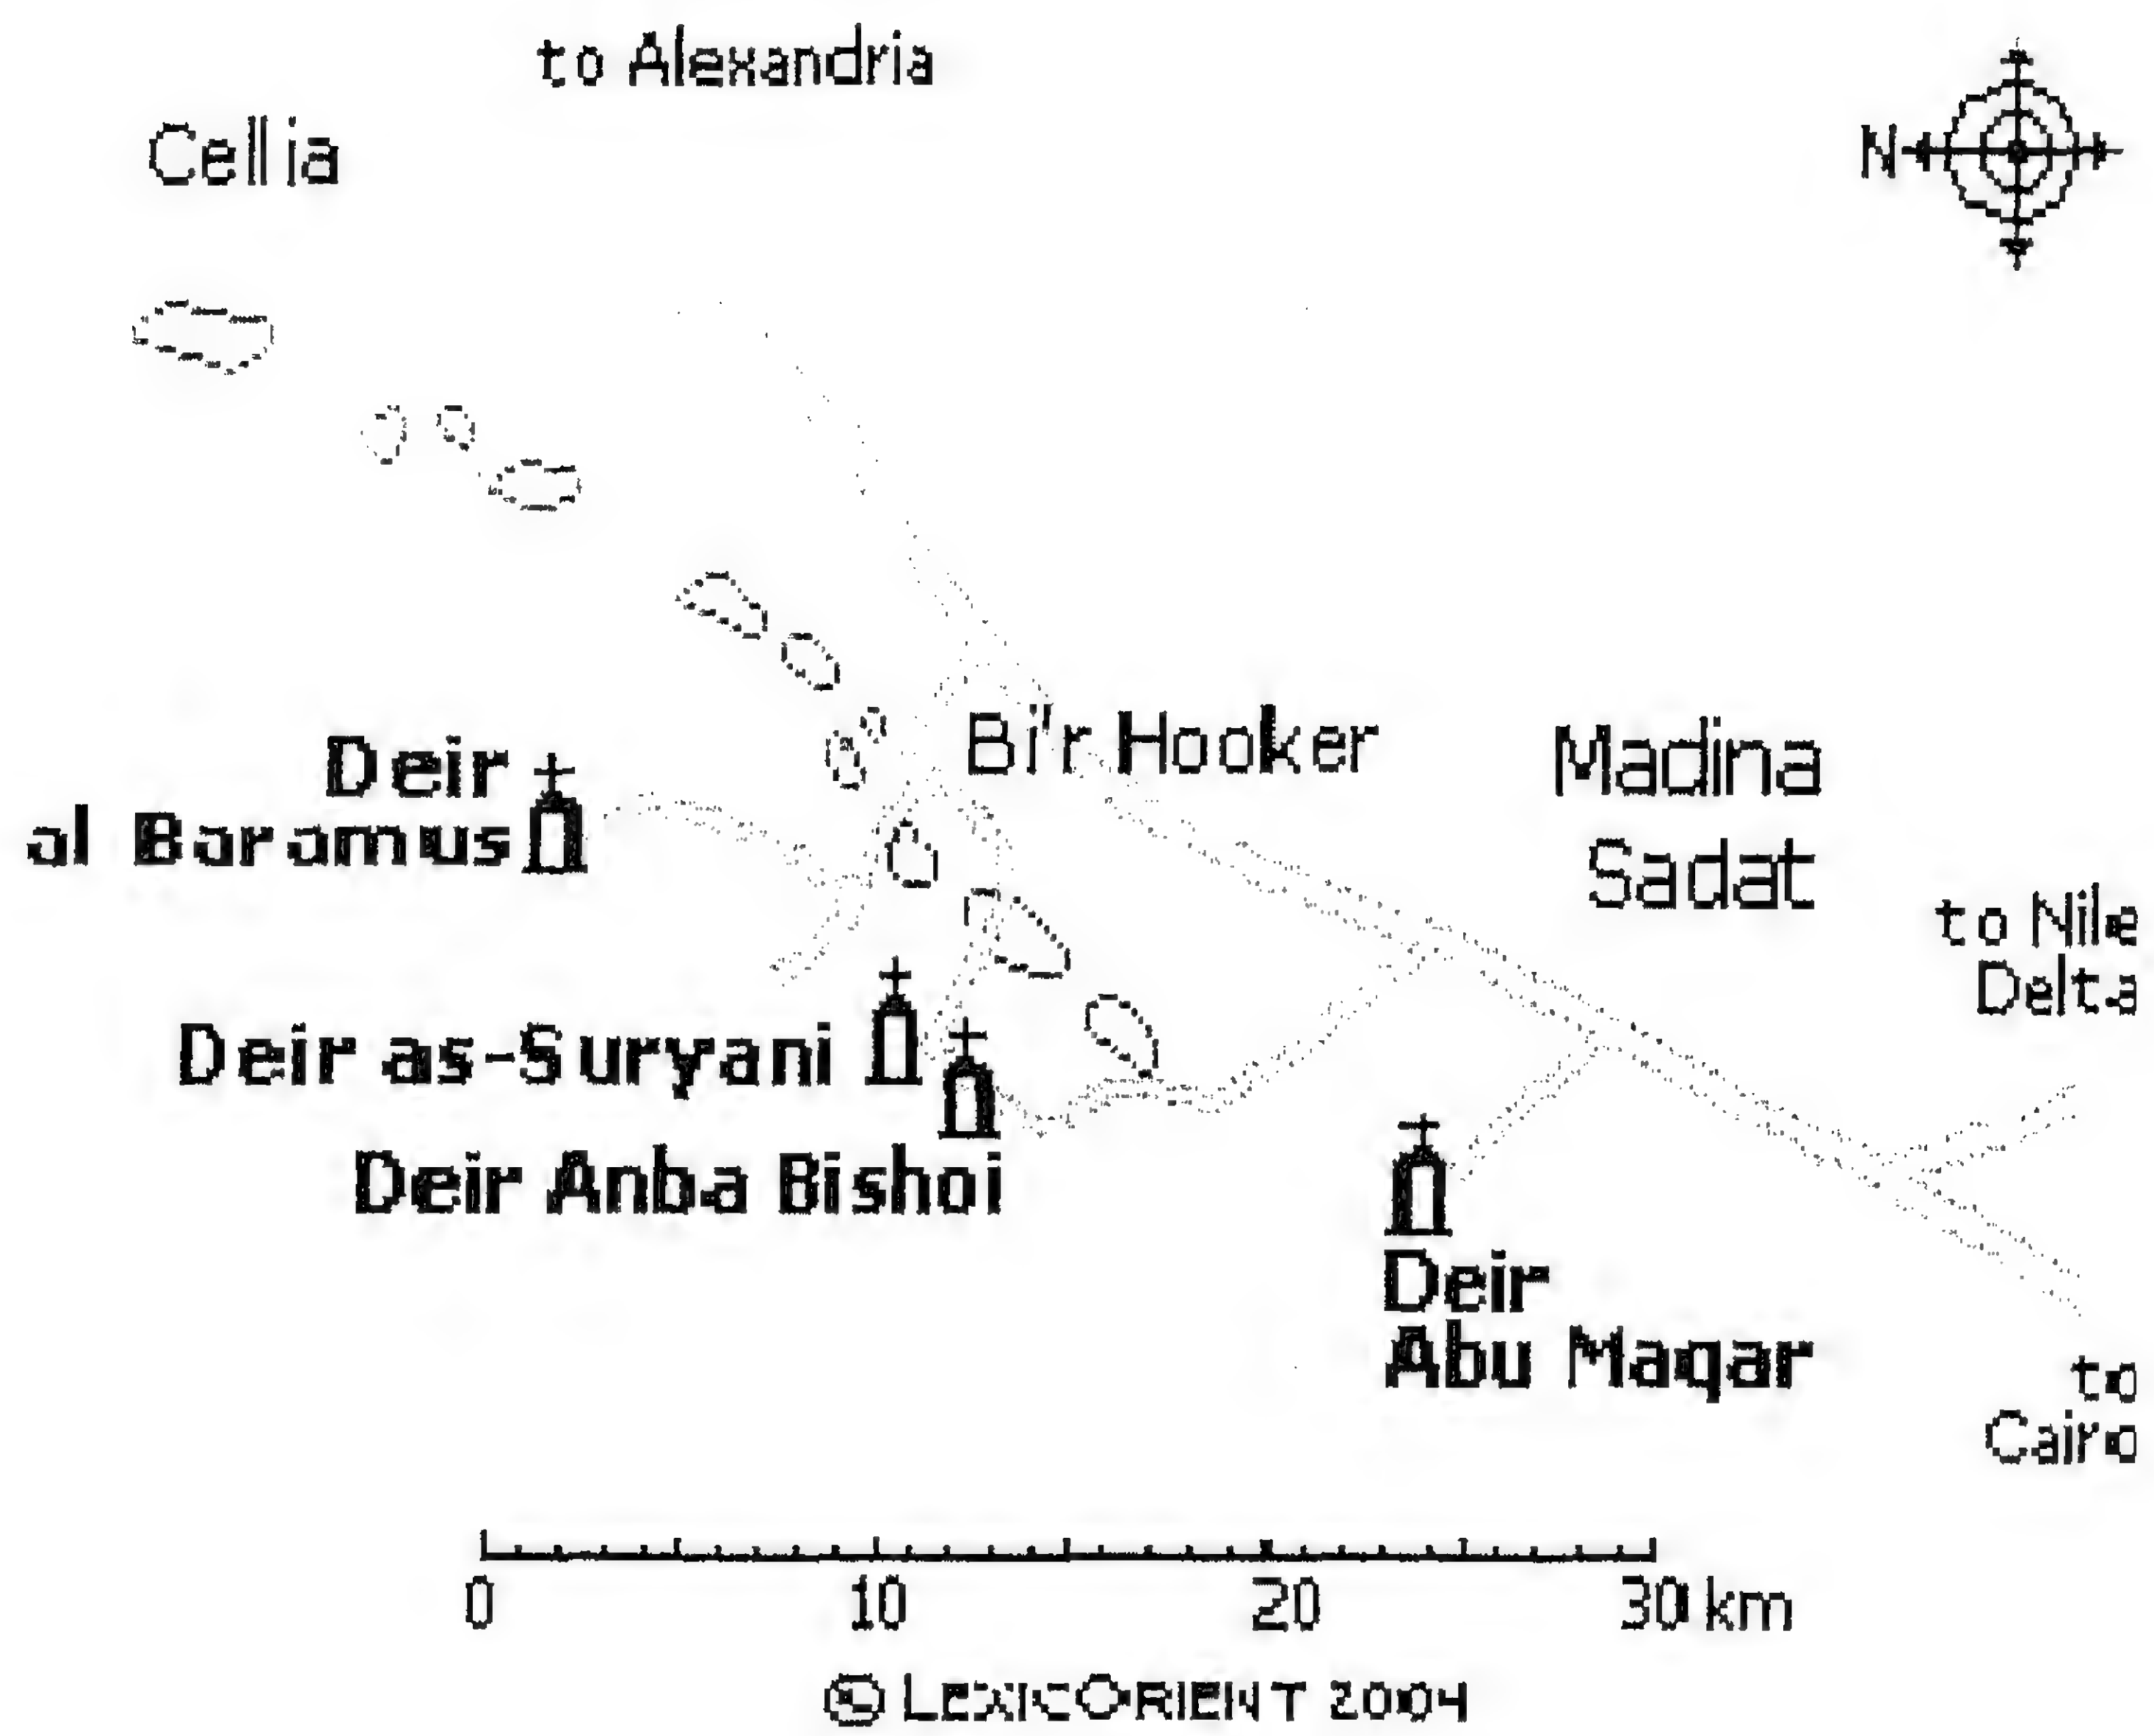 to Alexandria
Cellia
N
Bi'r Hooker
Madina
Sadat
Deir
al Baramus
to Nile
Delta
Deir as-Suryani
Deir Anba Bishoi
Deir
Abu Maqar
to
Cairo
0 10 20 30 km
© LEXICORIENT 2004